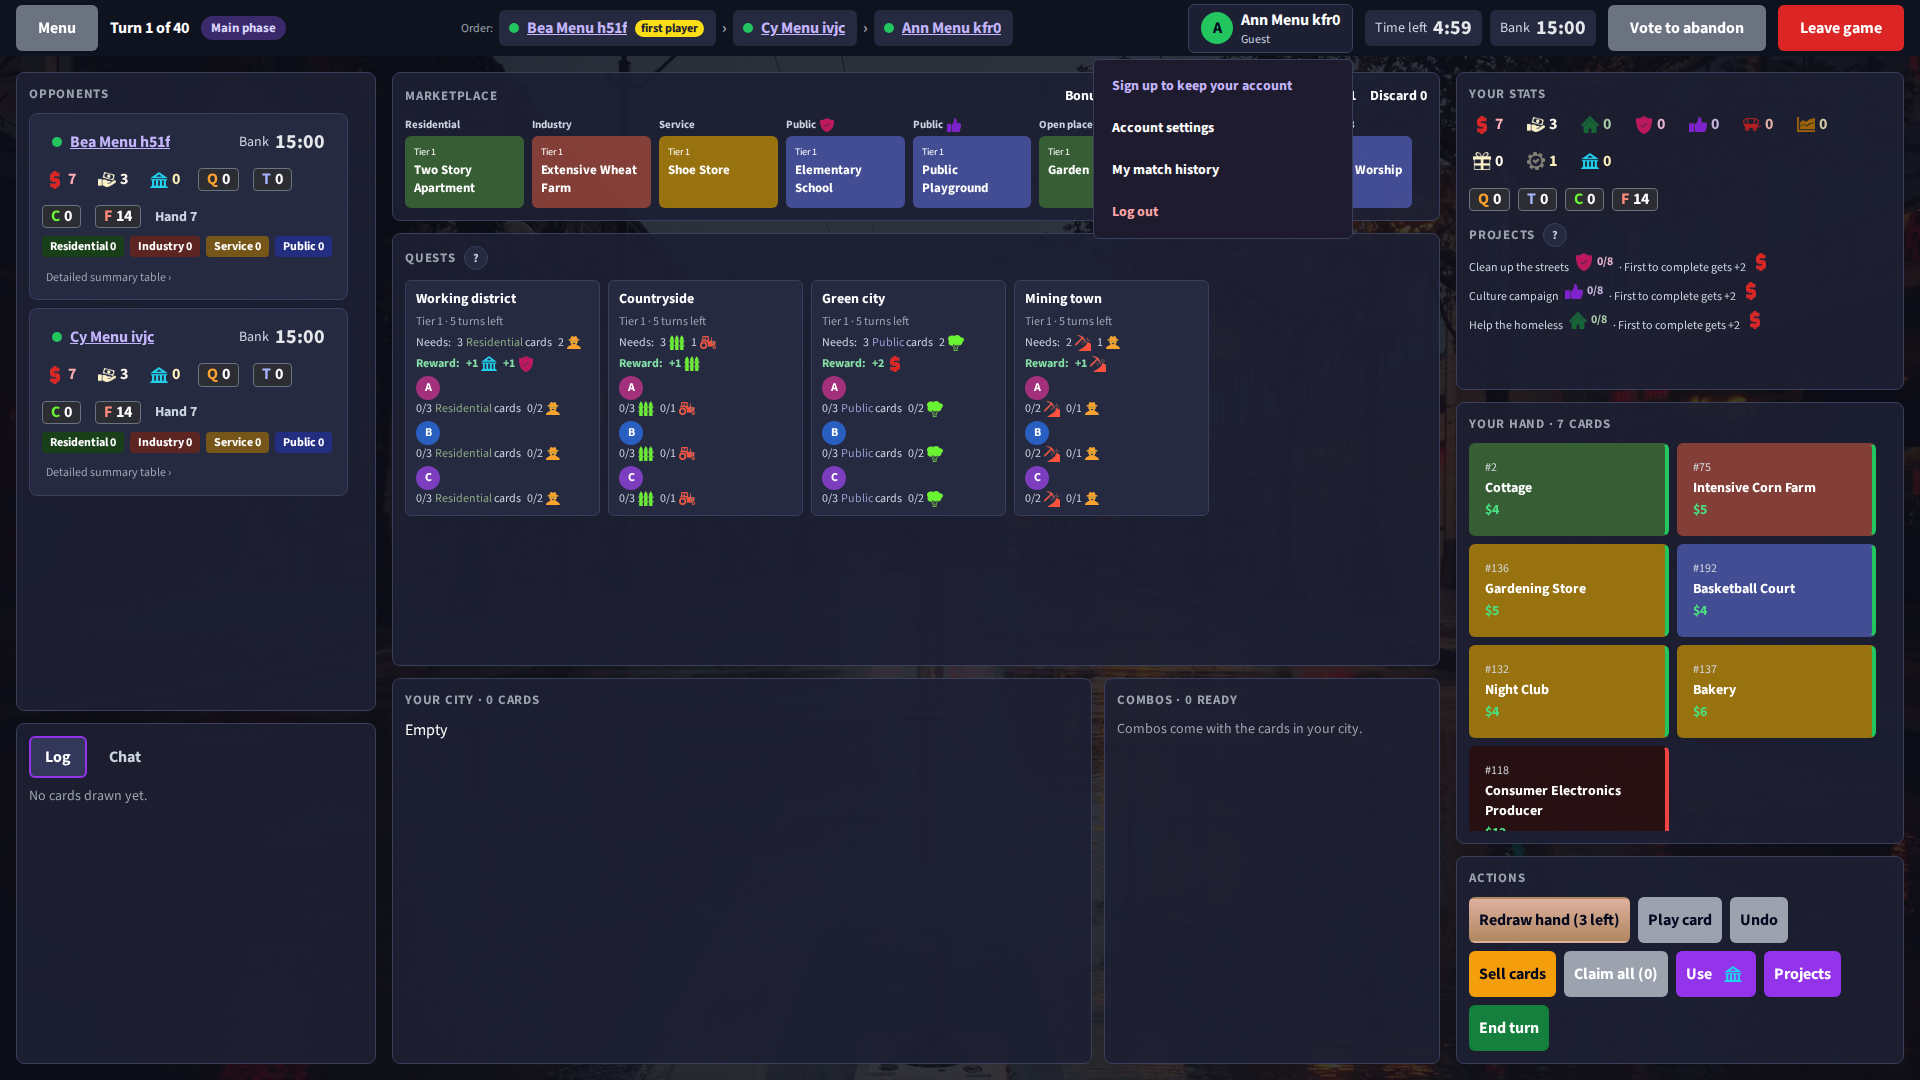 Menu
Turn 1 of 40
Main phase
Order:
Bea Menu h51f first player
›
Cy Menu ivjc
›
Ann Menu kfr0
A
Ann Menu kfr0
Guest
Time left 4:59
Bank 15:00
Vote to abandon
Leave game
Sign up to keep your account
Account settings
My match history
Log out
OPPONENTS
Bea Menu h51f
Bank 15:00
7 3 0 Q 0 T 0
C 0 F 14 Hand 7
Residential 0 Industry 0 Service 0 Public 0
Detailed summary table ›
Cy Menu ivjc
Bank 15:00
7 3 0 Q 0 T 0
C 0 F 14 Hand 7
Residential 0 Industry 0 Service 0 Public 0
Detailed summary table ›
Log
Chat
No cards drawn yet.
MARKETPLACE
Discard 0
Residential
Tier 1
Two Story
Apartment
Industry
Tier 1
Extensive Wheat
Farm
Service
Tier 1
Shoe Store
Public
Tier 1
Elementary
School
Public
Tier 1
Public
Playground
Open place
Tier 1
Garden
Worship
QUESTS ?
Working district
Tier 1 · 5 turns left
Needs: 3 Residential cards 2
Reward: +1 +1
A
0/3 Residential cards 0/2
B
0/3 Residential cards 0/2
C
0/3 Residential cards 0/2
Countryside
Tier 1 · 5 turns left
Needs: 3 1
Reward: +1
A
0/3 0/1
B
0/3 0/1
C
0/3 0/1
Green city
Tier 1 · 5 turns left
Needs: 3 Public cards 2
Reward: +2
A
0/3 Public cards 0/2
B
0/3 Public cards 0/2
C
0/3 Public cards 0/2
Mining town
Tier 1 · 5 turns left
Needs: 2 1
Reward: +1
A
0/2 0/1
B
0/2 0/1
C
0/2 0/1
YOUR CITY · 0 CARDS
Empty
COMBOS · 0 READY
Combos come with the cards in your city.
YOUR STATS
7 3 0 0 0 0 0
0 1 0
Q 0 T 0 C 0 F 14
PROJECTS ?
Clean up the streets 0/8 · First to complete gets +2
Culture campaign 0/8 · First to complete gets +2
Help the homeless 0/8 · First to complete gets +2
YOUR HAND · 7 CARDS
#2
Cottage
$4
#75
Intensive Corn Farm
$5
#136
Gardening Store
$5
#192
Basketball Court
$4
#132
Night Club
$4
#137
Bakery
$6
#118
Consumer Electronics
Producer
ACTIONS
Redraw hand (3 left)
Play card
Undo
Sell cards
Claim all (0)
Use
Projects
End turn